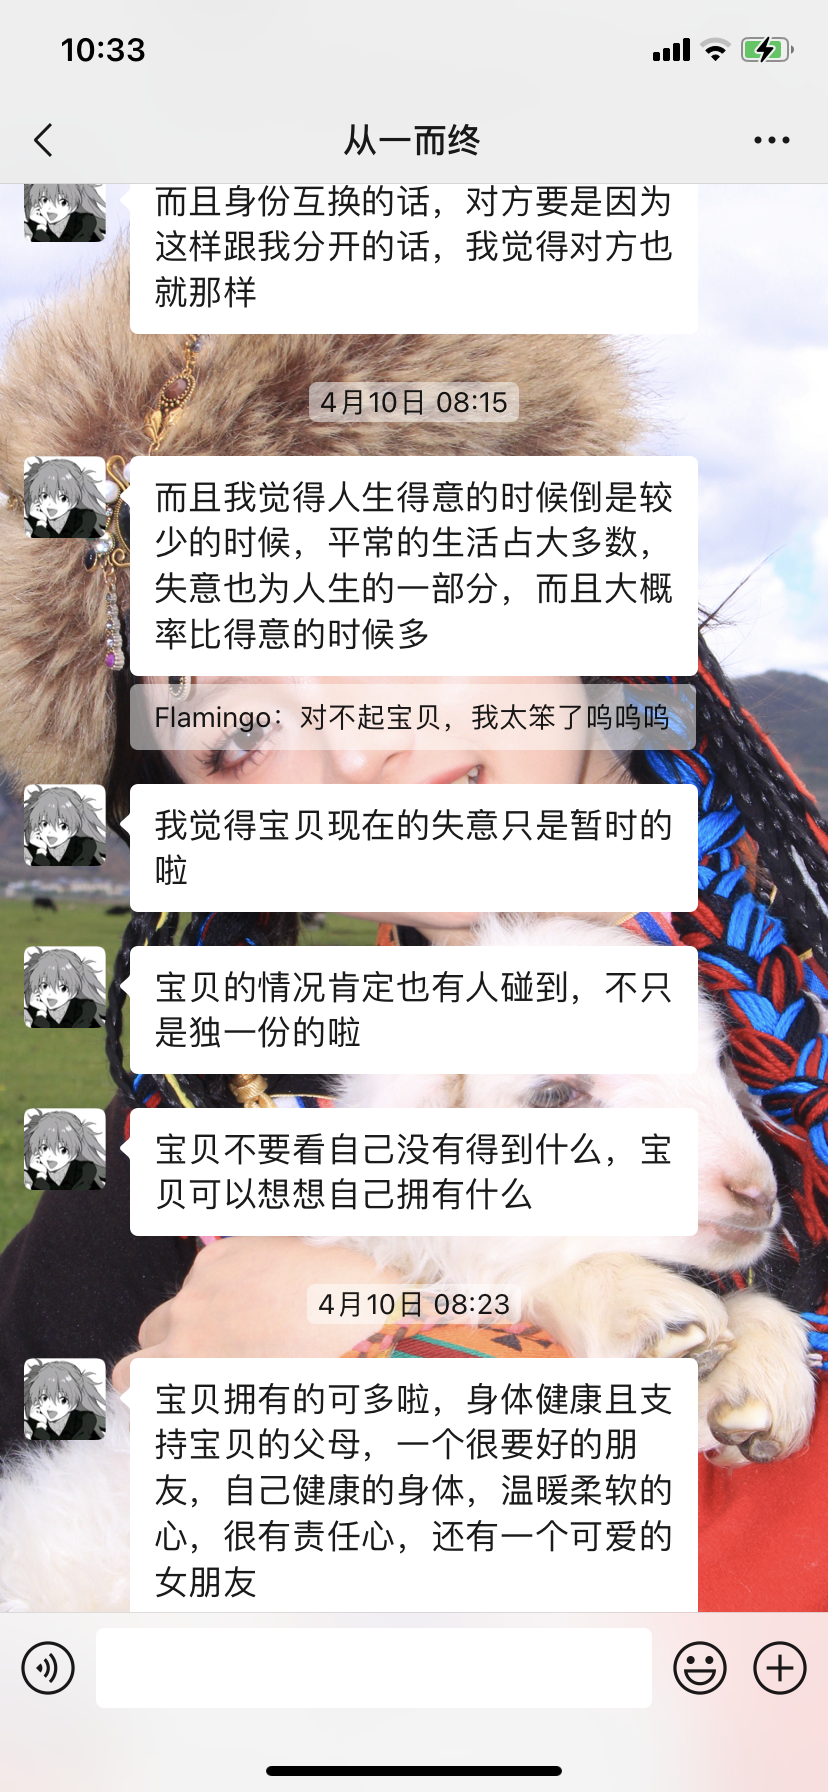 10:33
从一而终
而且身份互换的话，对方要是因为
这样跟我分开的话，我觉得对方也
就那样
4月10日 08:15
而且我觉得人生得意的时候倒是较
少的时候，平常的生活占大多数，
失意也为人生的一部分，而且大概
率比得意的时候多
Flamingo：对不起宝贝，我太笨了呜呜呜
我觉得宝贝现在的失意只是暂时的
啦
宝贝的情况肯定也有人碰到，不只
是独一份的啦
宝贝不要看自己没有得到什么，宝
贝可以想想自己拥有什么
4月10日 08:23
宝贝拥有的可多啦，身体健康且支
持宝贝的父母，一个很要好的朋
友，自己健康的身体，温暖柔软的
心，很有责任心，还有一个可爱的
女朋友